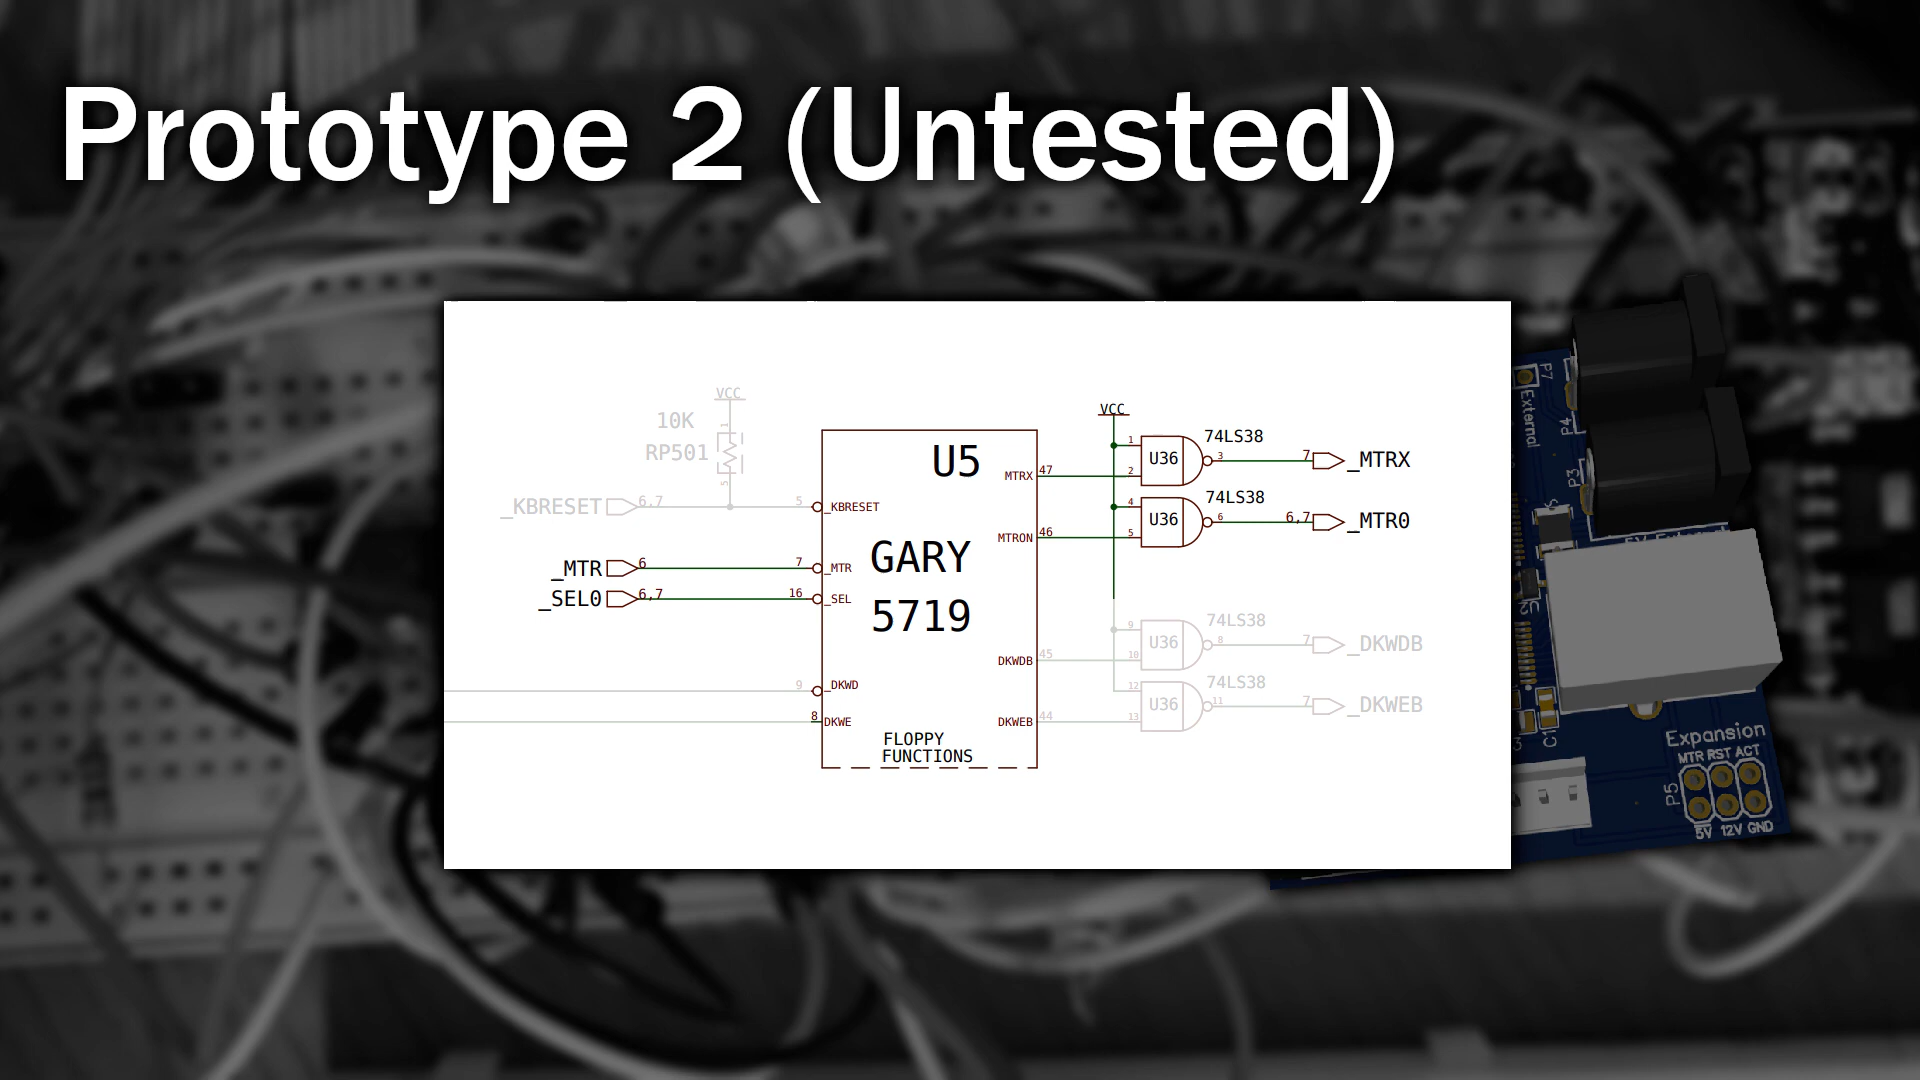 Prototype 2 (Untested)
VCC
10K
RP501
1
5
_KBRESET 6,7 5 _KBRESET
_MTR 6 7 _MTR
_SEL0 6,7 16 _SEL
9 _DKWD
8 DKWE
U5
GARY
5719
FLOPPY
FUNCTIONS
MTRX 47
MTRON 46
DKWDB 45
DKWEB 44
VCC
74LS38
1 2 U36 3 7 _MTRX
74LS38
4 5 U36 6 6,7 _MTR0
74LS38
9 10 U36 8 7 _DKWDB
74LS38
12 13 U36 11 7 _DKWEB
P7
External
P4
P3
Expansion
MTR RST ACT
P5
5V 12V GND